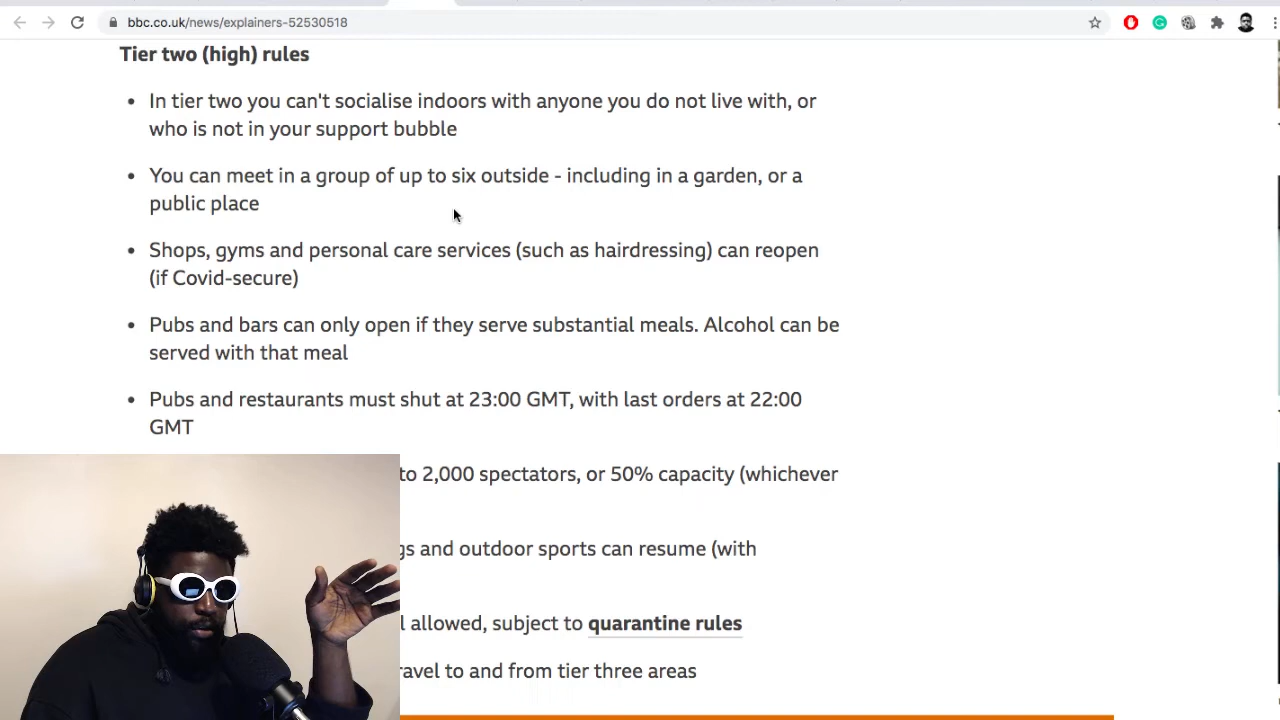 bbc.co.uk/news/explainers-52530518
Tier two (high) rules
In tier two you can't socialise indoors with anyone you do not live with, or
who is not in your support bubble
You can meet in a group of up to six outside - including in a garden, or a
public place
Shops, gyms and personal care services (such as hairdressing) can reopen
(if Covid-secure)
Pubs and bars can only open if they serve substantial meals. Alcohol can be
served with that meal
Pubs and restaurants must shut at 23:00 GMT, with last orders at 22:00
GMT
to 2,000 spectators, or 50% capacity (whichever
and outdoor sports can resume (with
allowed, subject to quarantine rules
to and from tier three areas